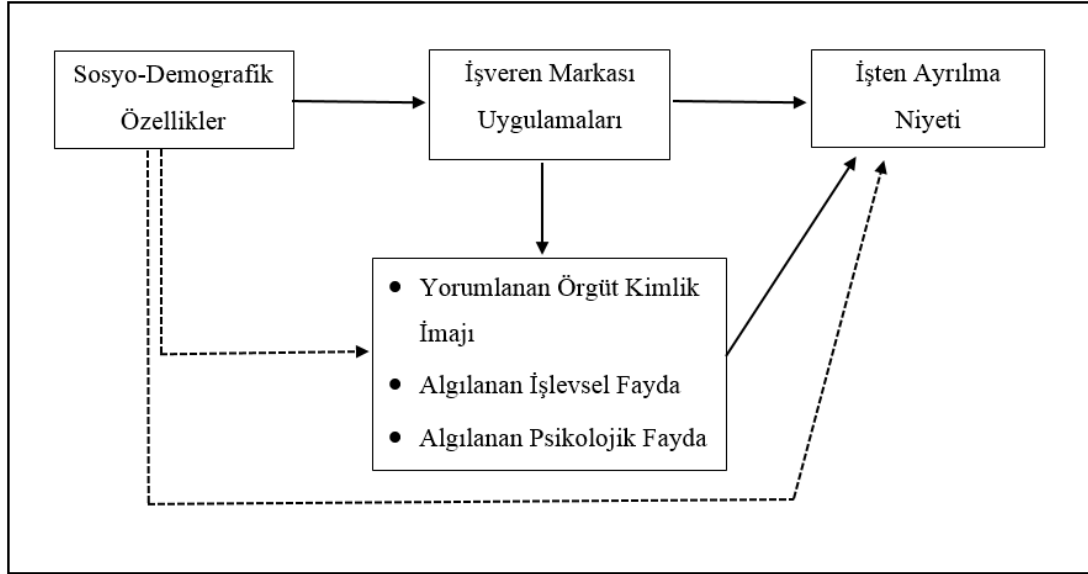 Sosyo-Demografik
Özellikler
İşveren Markası
Uygulamaları
İşten Ayrılma
Niyeti
● Yorumlanan Örgüt Kimlik
İmajı
● Algılanan İşlevsel Fayda
● Algılanan Psikolojik Fayda